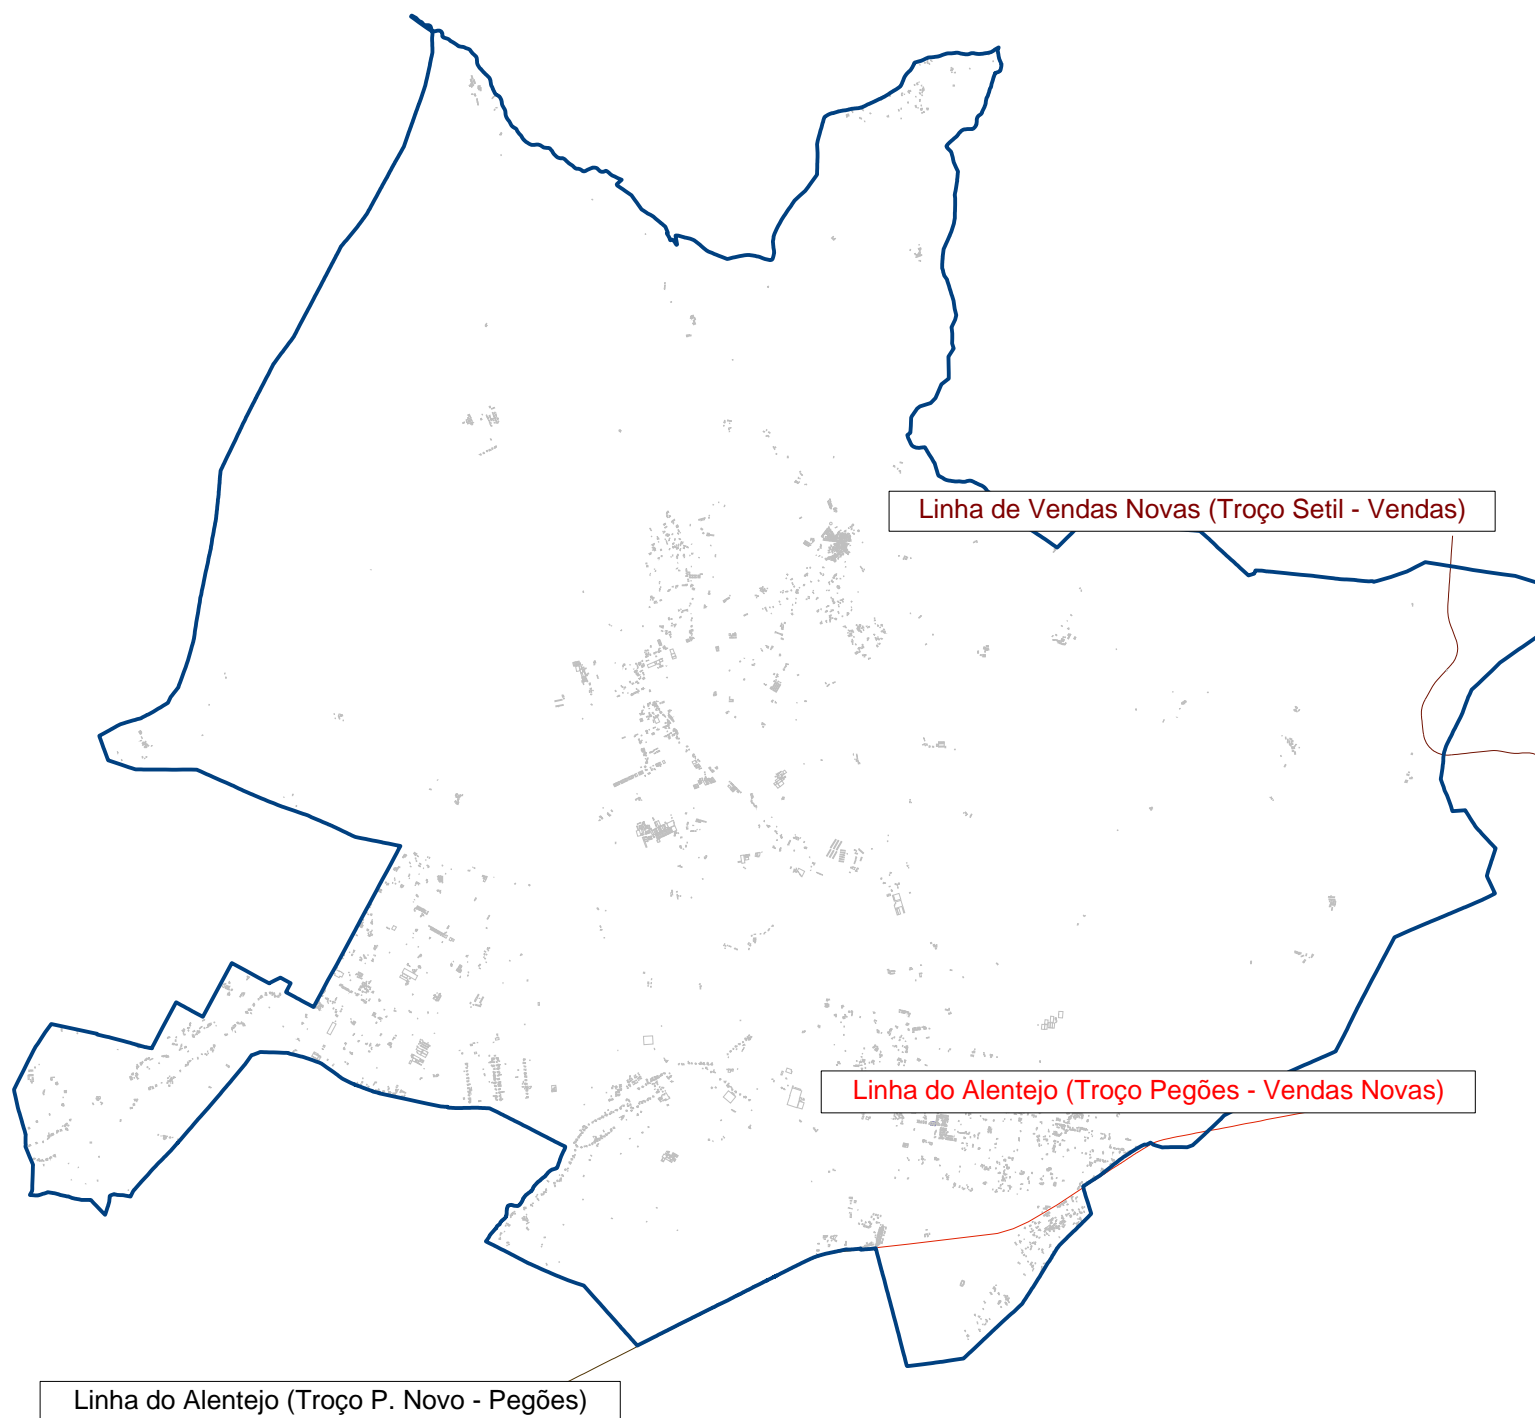 Linha de Vendas Novas (Troço Setil - Vendas)
Linha do Alentejo (Troço Pegões - Vendas Novas)
Linha do Alentejo (Troço P. Novo - Pegões)